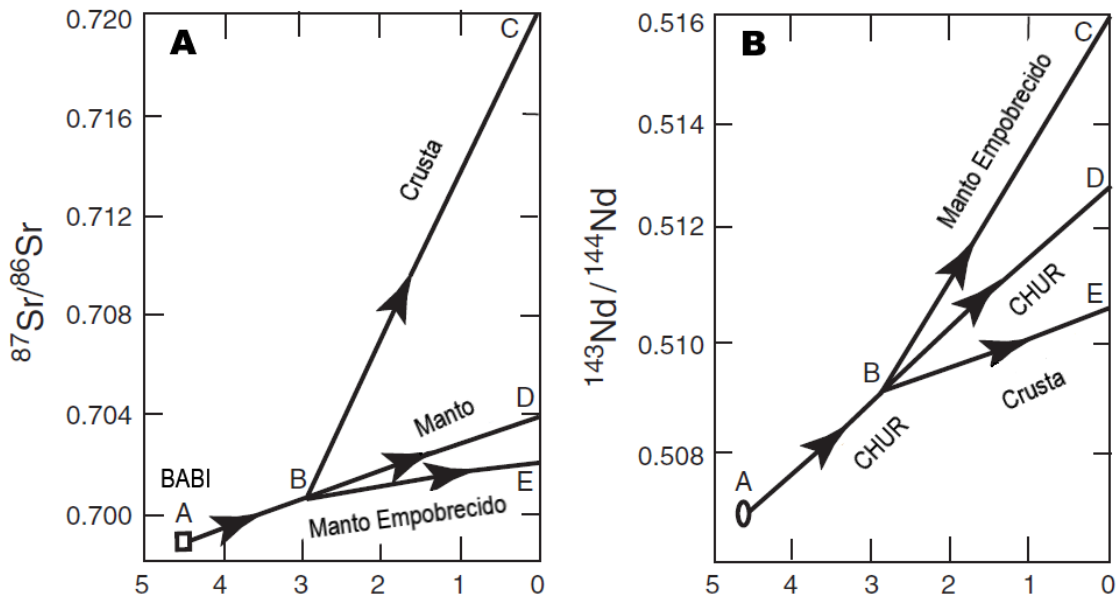 A
⁸⁷Sr/⁸⁶Sr
0.720
0.716
0.712
0.708
0.704
0.700
C
Crusta
D
Manto
B
E
Manto Empobrecido
BABI
A
5 4 3 2 1 0
B
¹⁴³Nd / ¹⁴⁴Nd
0.516
0.514
0.512
0.510
0.508
C
Manto Empobrecido
D
CHUR
E
B
Crusta
CHUR
A
5 4 3 2 1 0